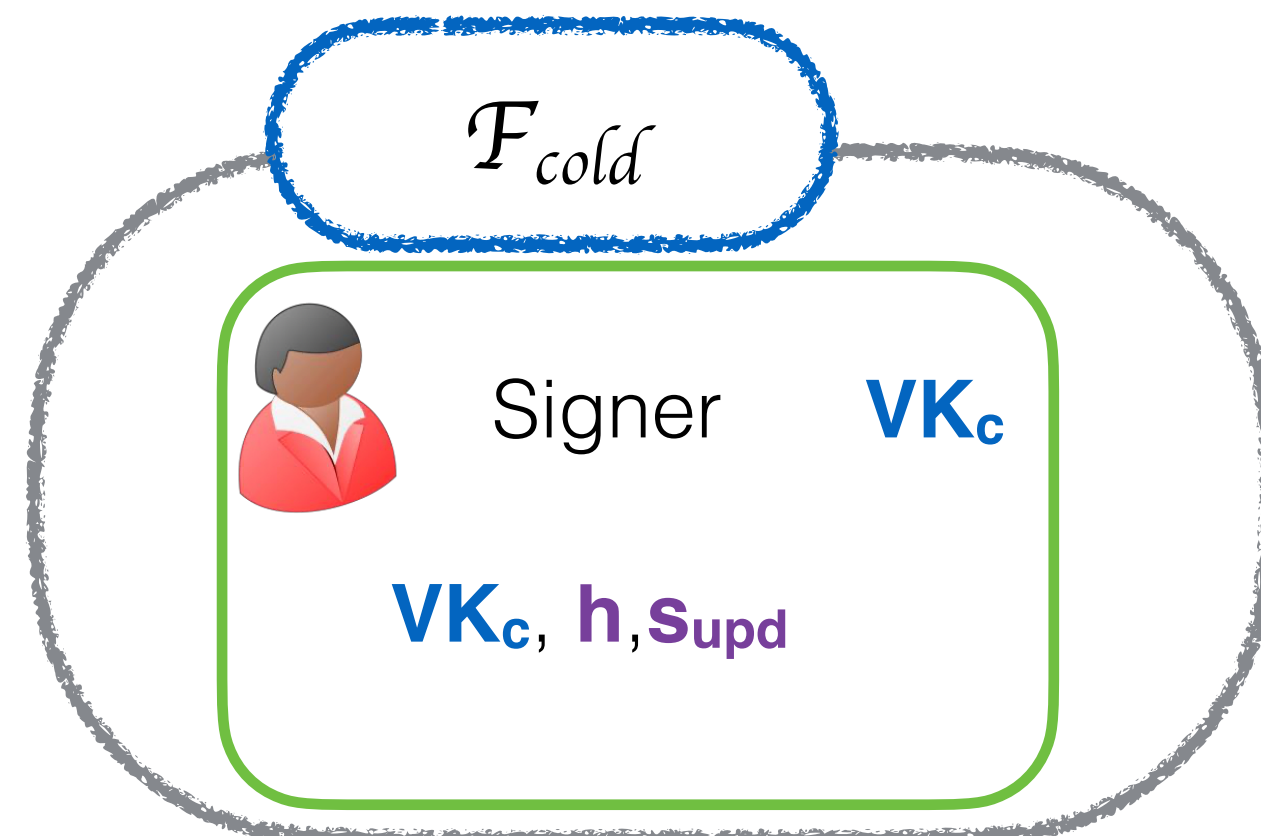 ℱcold
Signer VKc
VKc, h,supd